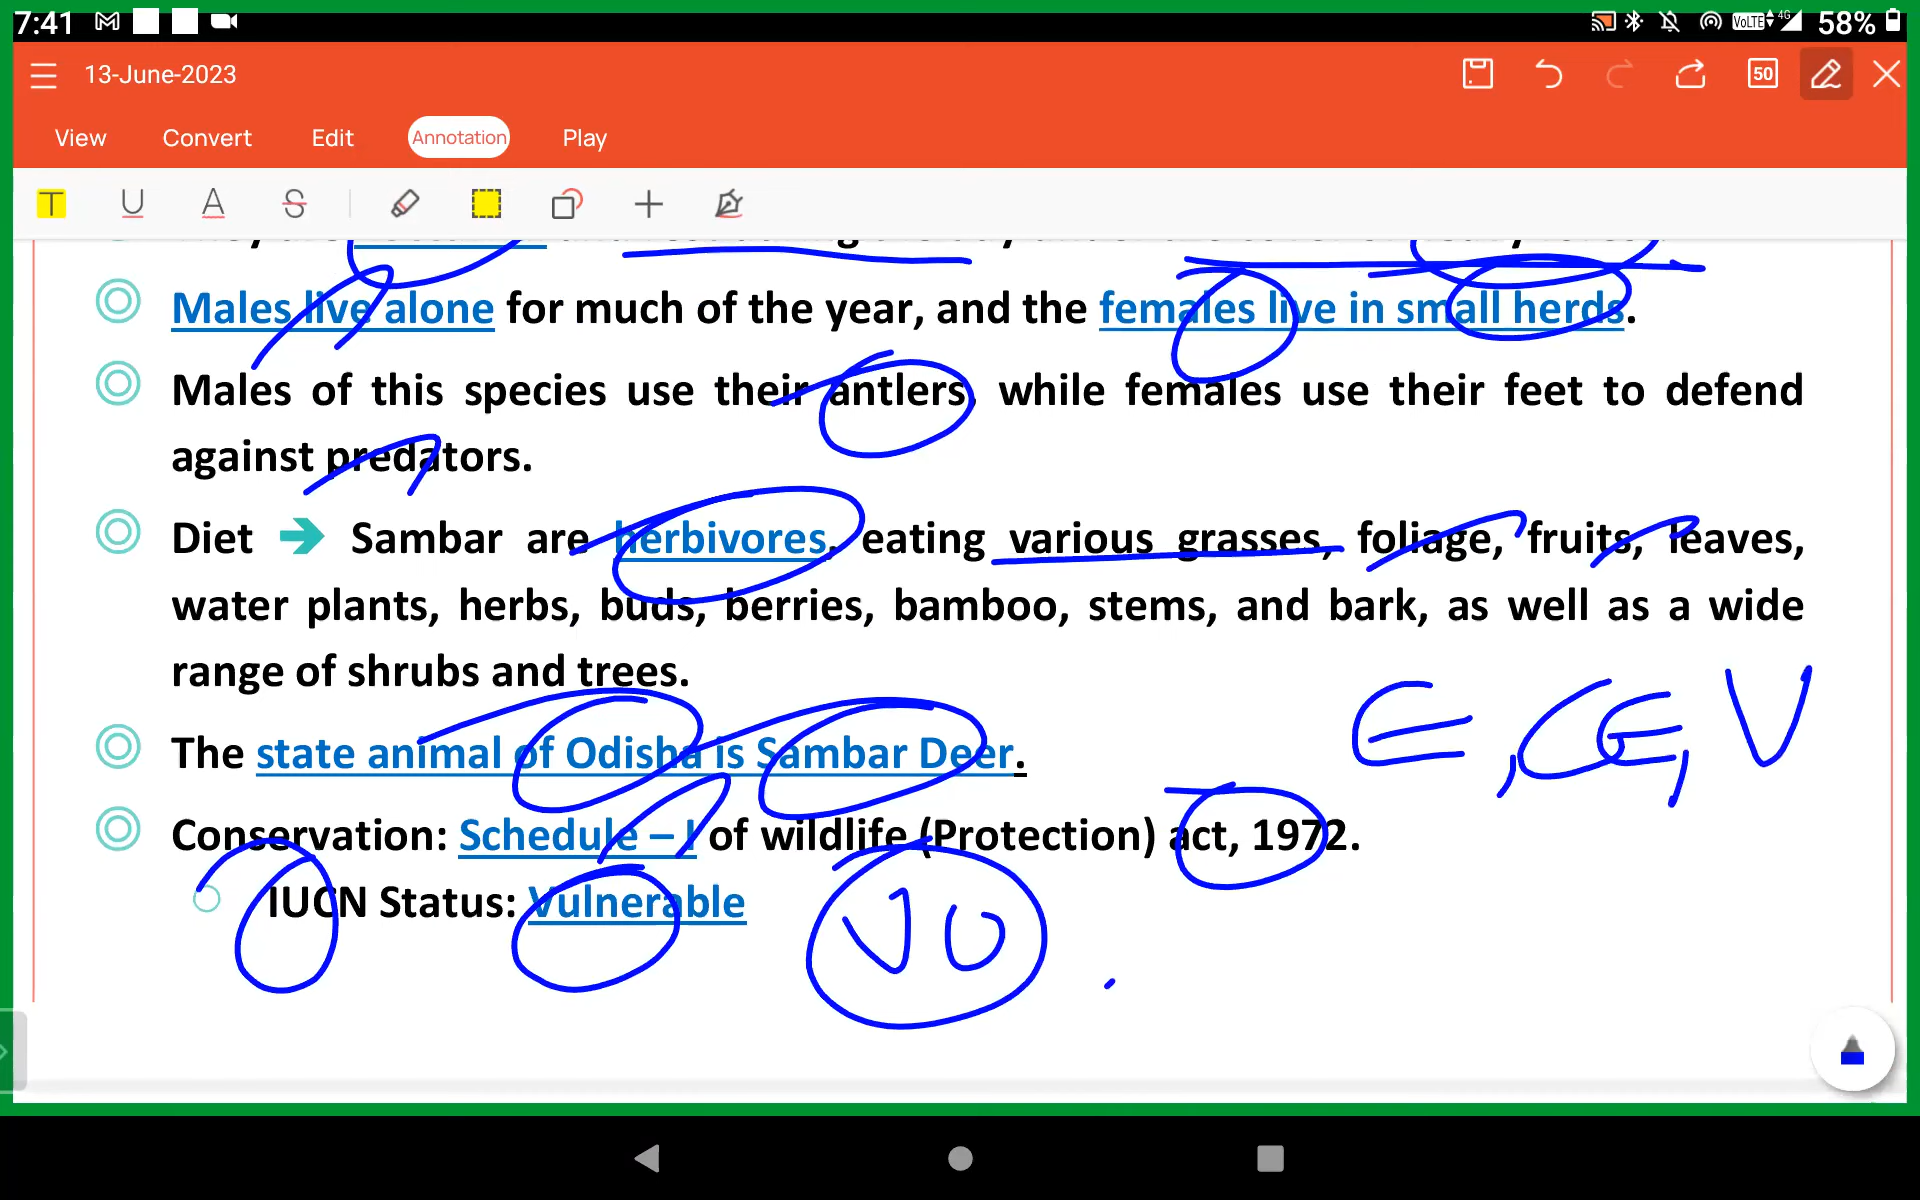 7:41 VoLTE 4G 58%
13-June-2023 50
View Convert Edit Annotation Play
T U A S
Males live alone for much of the year, and the females live in small herds.
Males of this species use their antlers, while females use their feet to defend
against predators.
Diet ➔ Sambar are herbivores, eating various grasses, foliage, fruits, leaves,
water plants, herbs, buds, berries, bamboo, stems, and bark, as well as a wide
range of shrubs and trees.
E, CE, V
The state animal of Odisha is Sambar Deer.
Conservation: Schedule – I of wildlife (Protection) act, 1972.
IUCN Status: Vulnerable